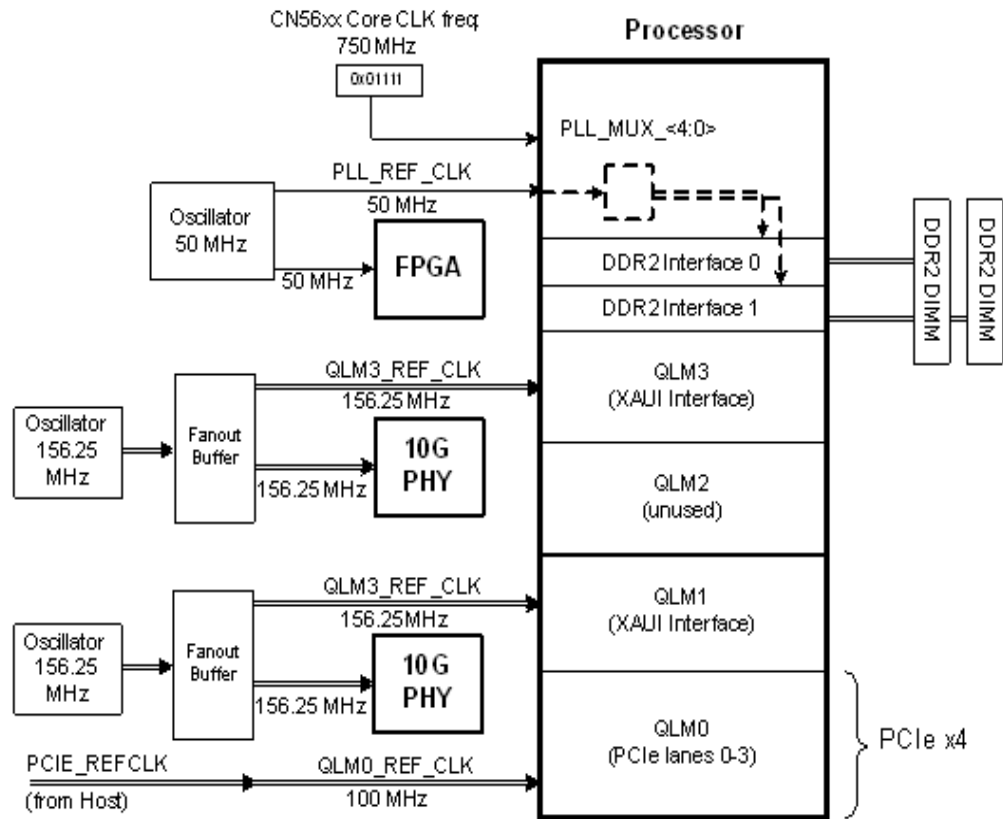 CN56xx Core CLK freq
750 MHz
0x01111
Processor
PLL_MUX_<4:0>
PLL_REF_CLK
50 MHz
Oscillator
50 MHz
50 MHz
FPGA
DDR2 Interface 0
DDR2 Interface 1
DDR2 DIMM
DDR2 DIMM
QLM3_REF_CLK
156.25 MHz
QLM3
(XAUI Interface)
Oscillator
156.25
MHz
Fanout
Buffer
156.25 MHz
10G
PHY
QLM2
(unused)
QLM3_REF_CLK
156.25MHz
QLM1
(XAUI Interface)
Oscillator
156.25
MHz
Fanout
Buffer
156.25 MHz
10G
PHY
QLM0
(PCIe lanes 0-3)
PCIe x4
PCIE_REFCLK
(from Host)
QLM0_REF_CLK
100 MHz